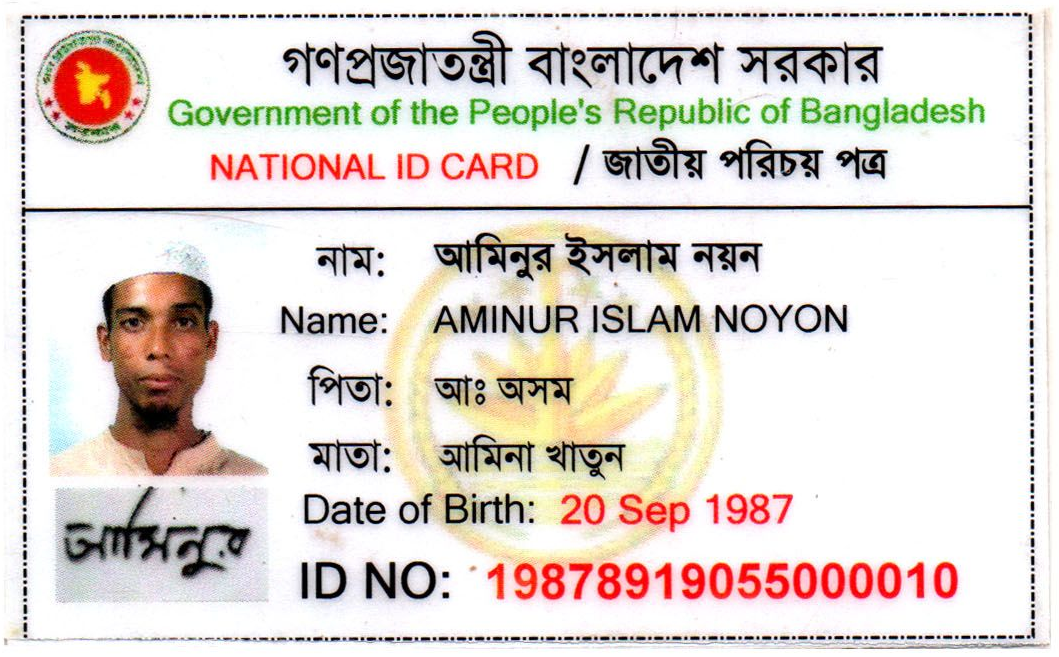 গণপ্রজাতন্ত্রী বাংলাদেশ সরকার
Government of the People's Republic of Bangladesh
NATIONAL ID CARD / জাতীয় পরিচয় পত্র
নাম: আমিনুর ইসলাম নয়ন
Name: AMINUR ISLAM NOYON
পিতা: আঃ অসম
মাতা: আমিনা খাতুন
Date of Birth: 20 Sep 1987
আমিনুর
ID NO: 19878919055000010